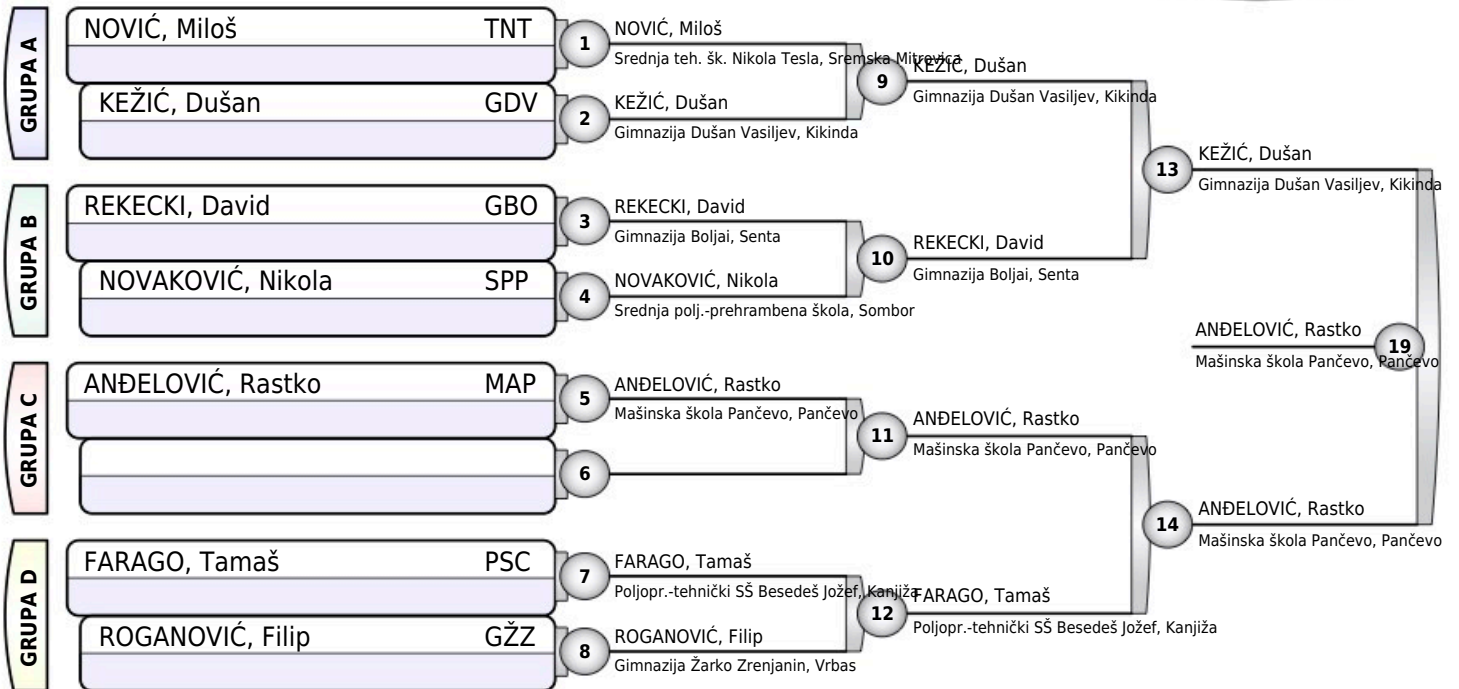 GRUPA A
NOVIĆ, Miloš TNT
KEŽIĆ, Dušan GDV
GRUPA B
REKECKI, David GBO
NOVAKOVIĆ, Nikola SPP
GRUPA C
ANĐELOVIĆ, Rastko MAP
GRUPA D
FARAGO, Tamaš PSC
ROGANOVIĆ, Filip GŽZ
1
NOVIĆ, Miloš
Srednja teh. šk. Nikola Tesla, Sremska Mitrovica
2
KEŽIĆ, Dušan
Gimnazija Dušan Vasiljev, Kikinda
3
REKECKI, David
Gimnazija Boljai, Senta
4
NOVAKOVIĆ, Nikola
Srednja polj.-prehrambena škola, Sombor
5
ANĐELOVIĆ, Rastko
Mašinska škola Pančevo, Pančevo
6
7
FARAGO, Tamaš
Poljopr.-tehnički SŠ Besedeš Jožef, Kanjiža
8
ROGANOVIĆ, Filip
Gimnazija Žarko Zrenjanin, Vrbas
9
KEŽIĆ, Dušan
Gimnazija Dušan Vasiljev, Kikinda
10
REKECKI, David
Gimnazija Boljai, Senta
11
ANĐELOVIĆ, Rastko
Mašinska škola Pančevo, Pančevo
12
FARAGO, Tamaš
Poljopr.-tehnički SŠ Besedeš Jožef, Kanjiža
13
KEŽIĆ, Dušan
Gimnazija Dušan Vasiljev, Kikinda
14
ANĐELOVIĆ, Rastko
Mašinska škola Pančevo, Pančevo
ANĐELOVIĆ, Rastko
19
Mašinska škola Pančevo, Pančevo